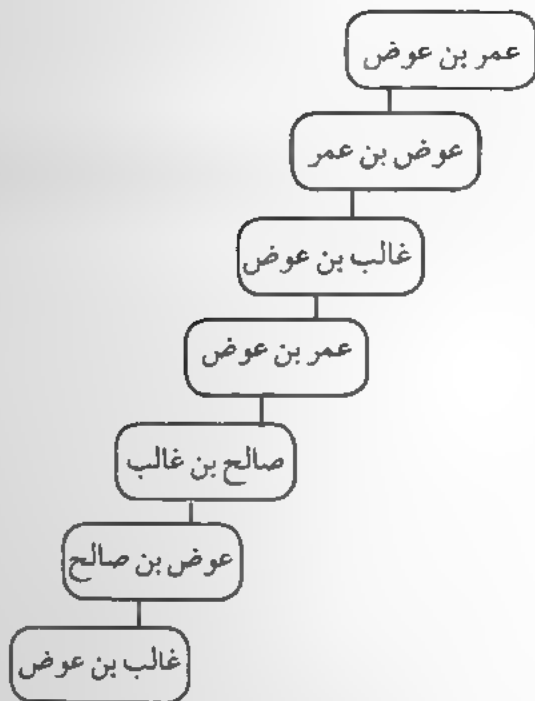 عمر بن عوض
عوض بن عمر
غالب بن عوض
عمر بن عوض
صالح بن غالب
عوض بن صالح
غالب بن عوض